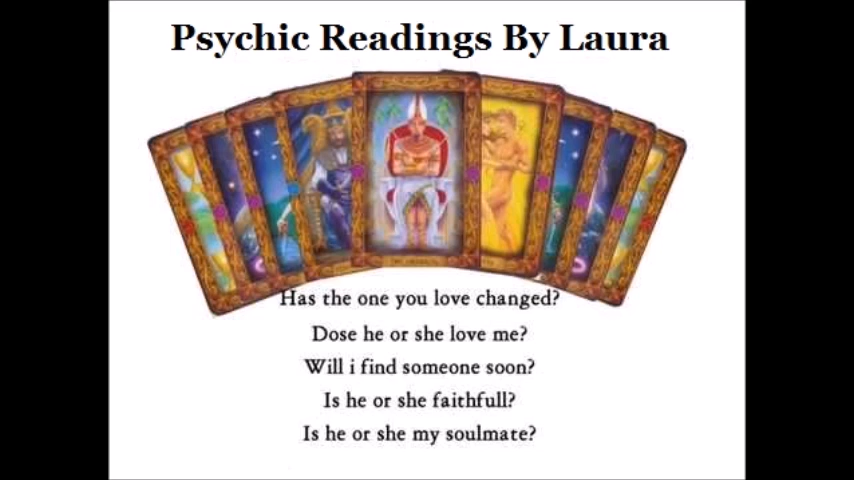 Psychic Readings By Laura
Has the one you love changed?
Dose he or she love me?
Will i find someone soon?
Is he or she faithfull?
Is he or she my soulmate?